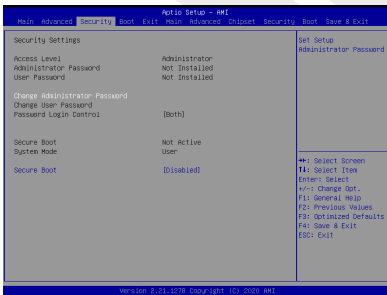 Aptio Setup - AMI
Main Advanced Security Boot Exit Main Advanced Chipset Security Boot Save & Exit
Security Settings
Access Level Administrator
Administrator Password Not Installed
User Password Not Installed
Change Administrator Password
Change User Password
Password Login Control [Both]
Secure Boot Not Active
System Mode User
Secure Boot [Disabled]
Set Setup
Administrator Password
→←: Select Screen
↑↓: Select Item
Enter: Select
+/-: Change Opt.
F1: General Help
F2: Previous Values
F3: Optimized Defaults
F4: Save & Exit
ESC: Exit
Version 2.21.1278 Copyright (C) 2020 AMI